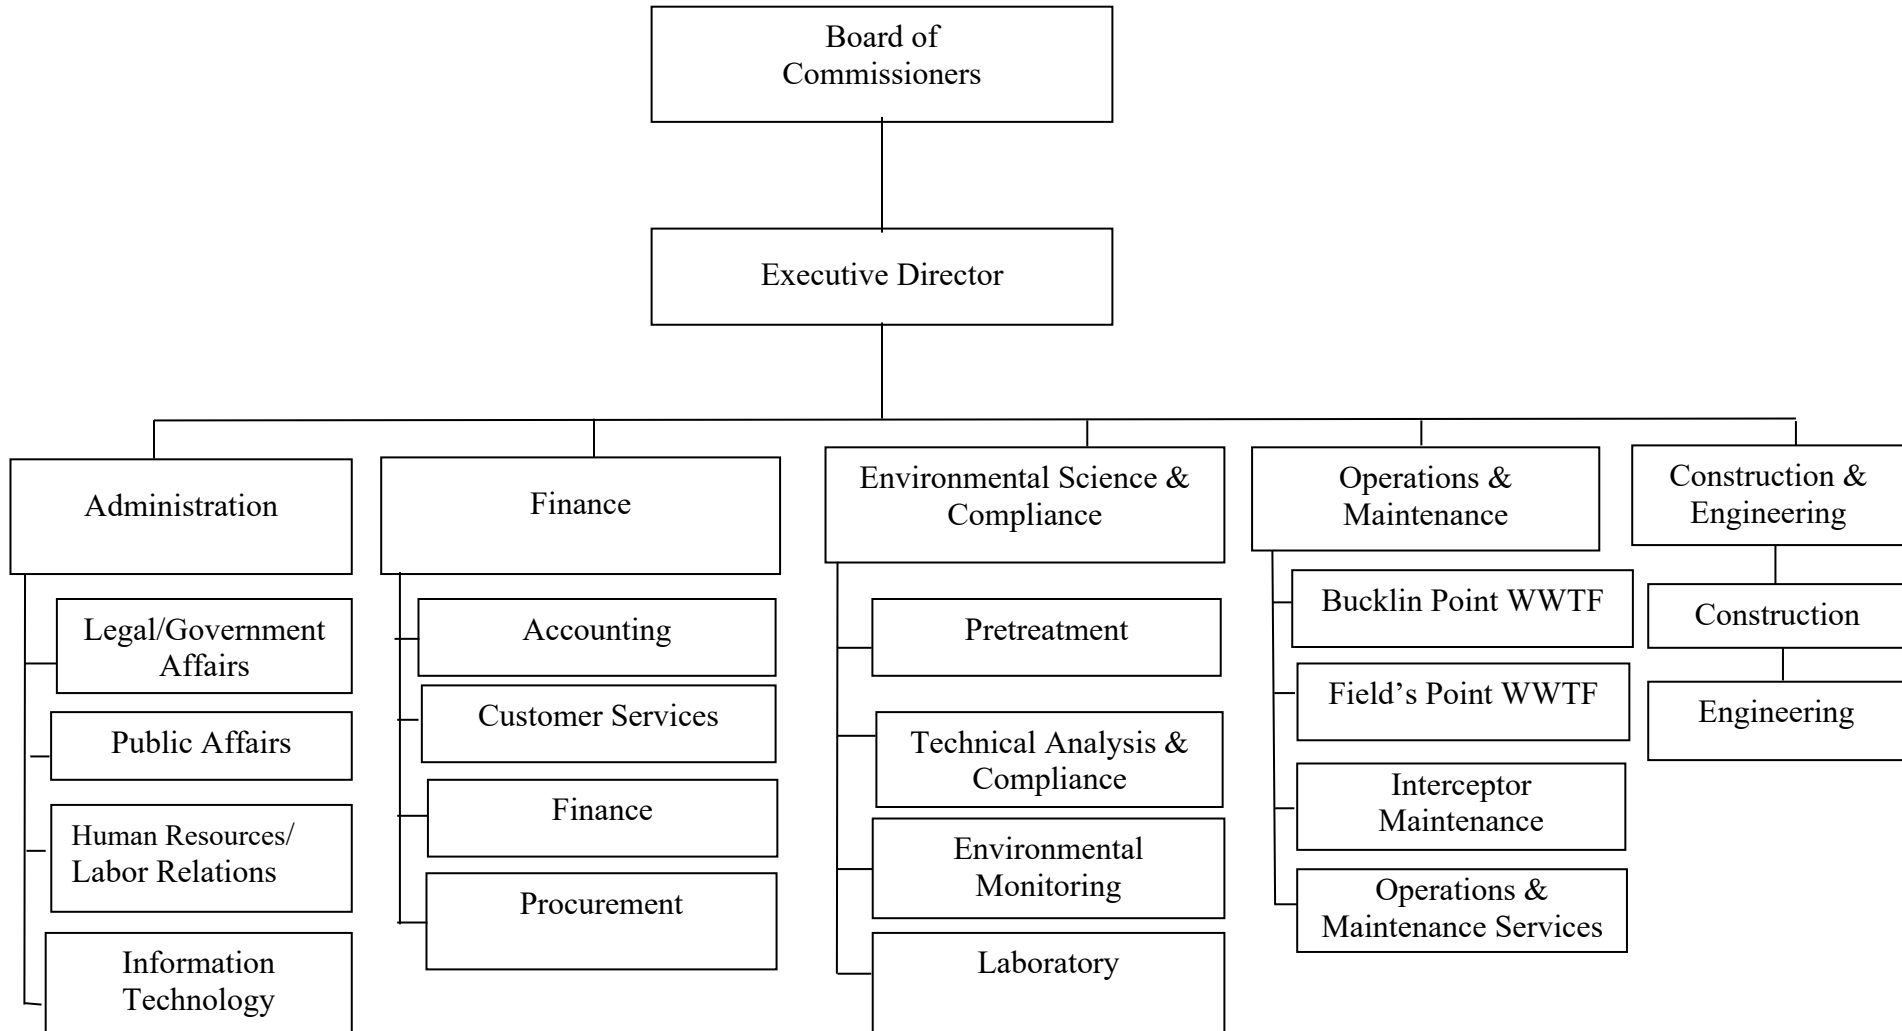 Board of
Commissioners
Executive Director
Administration
Legal/Government
Affairs
Public Affairs
Human Resources/
Labor Relations
Information
Technology
Finance
Accounting
Customer Services
Finance
Procurement
Environmental Science &
Compliance
Pretreatment
Technical Analysis &
Compliance
Environmental
Monitoring
Laboratory
Operations &
Maintenance
Bucklin Point WWTF
Field’s Point WWTF
Interceptor
Maintenance
Operations &
Maintenance Services
Construction &
Engineering
Construction
Engineering